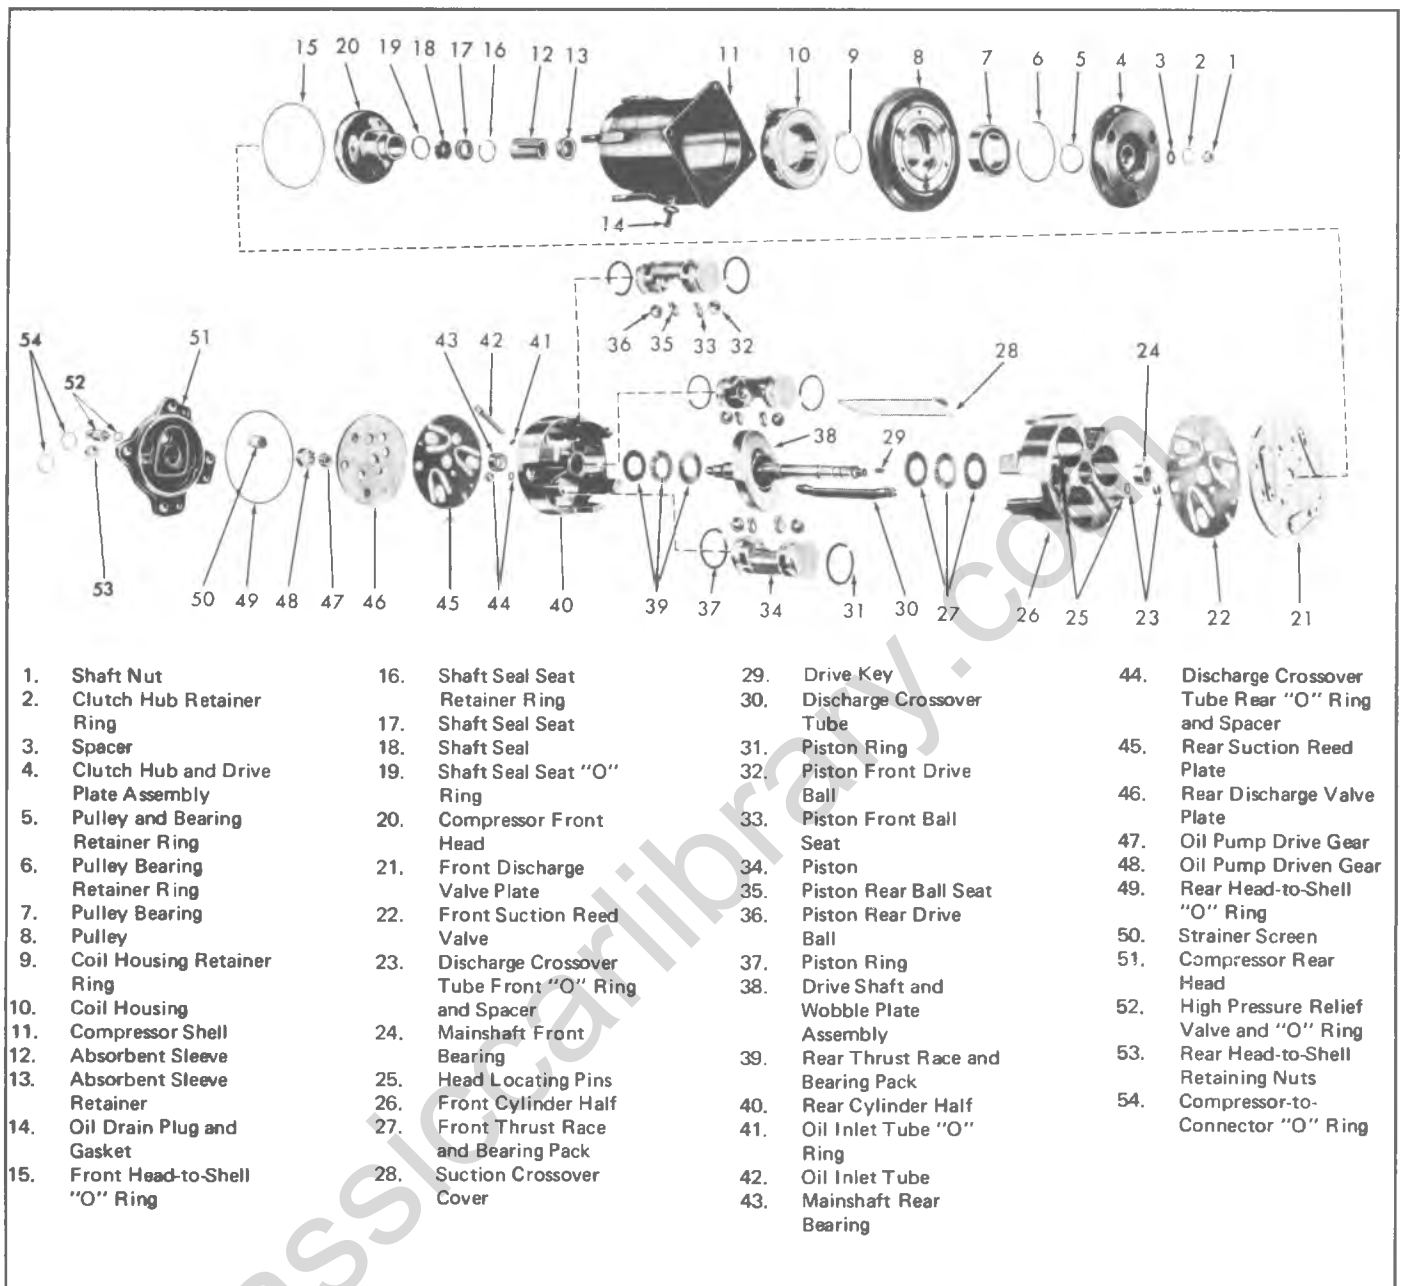 15 20 19 18 17 16 12 13 11 10 9 8 7 6 5 4 3 2 1
14
36 35 33 32
54 51 43 42 41 28 24
52
38 29
53 50 49 48 47 46 45 44 40 39 37 34 31 30 27 26 25 23 22 21
1. Shaft Nut
2. Clutch Hub Retainer
Ring
3. Spacer
4. Clutch Hub and Drive
Plate Assembly
5. Pulley and Bearing
Retainer Ring
6. Pulley Bearing
Retainer Ring
7. Pulley Bearing
8. Pulley
9. Coil Housing Retainer
Ring
10. Coil Housing
11. Compressor Shell
12. Absorbent Sleeve
13. Absorbent Sleeve
Retainer
14. Oil Drain Plug and
Gasket
15. Front Head-to-Shell
"O" Ring
16. Shaft Seal Seat
Retainer Ring
17. Shaft Seal Seat
18. Shaft Seal
19. Shaft Seal Seat "O"
Ring
20. Compressor Front
Head
21. Front Discharge
Valve Plate
22. Front Suction Reed
Valve
23. Discharge Crossover
Tube Front "O" Ring
and Spacer
24. Mainshaft Front
Bearing
25. Head Locating Pins
26. Front Cylinder Half
27. Front Thrust Race
and Bearing Pack
28. Suction Crossover
Cover
29. Drive Key
30. Discharge Crossover
Tube
31. Piston Ring
32. Piston Front Drive
Ball
33. Piston Front Ball
Seat
34. Piston
35. Piston Rear Ball Seat
36. Piston Rear Drive
Ball
37. Piston Ring
38. Drive Shaft and
Wobble Plate
Assembly
39. Rear Thrust Race and
Bearing Pack
40. Rear Cylinder Half
41. Oil Inlet Tube "O"
Ring
42. Oil Inlet Tube
43. Mainshaft Rear
Bearing
44. Discharge Crossover
Tube Rear "O" Ring
and Spacer
45. Rear Suction Reed
Plate
46. Rear Discharge Valve
Plate
47. Oil Pump Drive Gear
48. Oil Pump Driven Gear
49. Rear Head-to-Shell
"O" Ring
50. Strainer Screen
51. Compressor Rear
Head
52. High Pressure Relief
Valve and "O" Ring
53. Rear Head-to-Shell
Retaining Nuts
54. Compressor-to-
Connector "O" Ring
assiccarlibrary.com